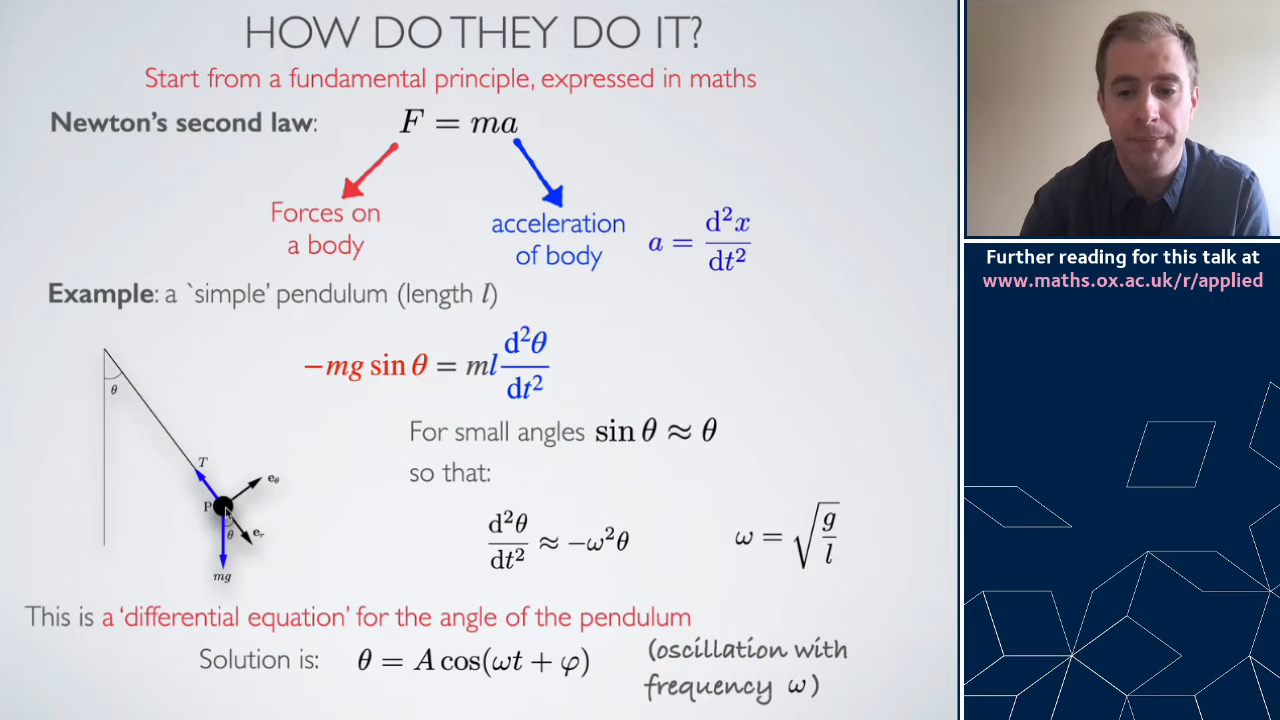 HOW DO THEY DO IT?
Start from a fundamental principle, expressed in maths
Newton's second law: F = ma
Forces on
a body
acceleration
of body
a = d²x/dt²
Example: a `simple' pendulum (length l)
−mg sin θ = ml d²θ/dt²
θ
For small angles sin θ ≈ θ
so that:
T
e_θ
P
θ
e_r
mg
d²θ/dt² ≈ −ω²θ
ω = √(g/l)
This is a 'differential equation' for the angle of the pendulum
Solution is: θ = A cos(ωt + φ)
(oscillation with
frequency ω)
Further reading for this talk at
www.maths.ox.ac.uk/r/applied